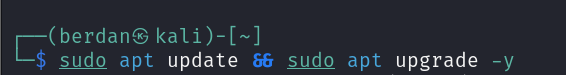 ┌──(berdan㉿kali)-[~]
└─$ sudo apt update && sudo apt upgrade -y